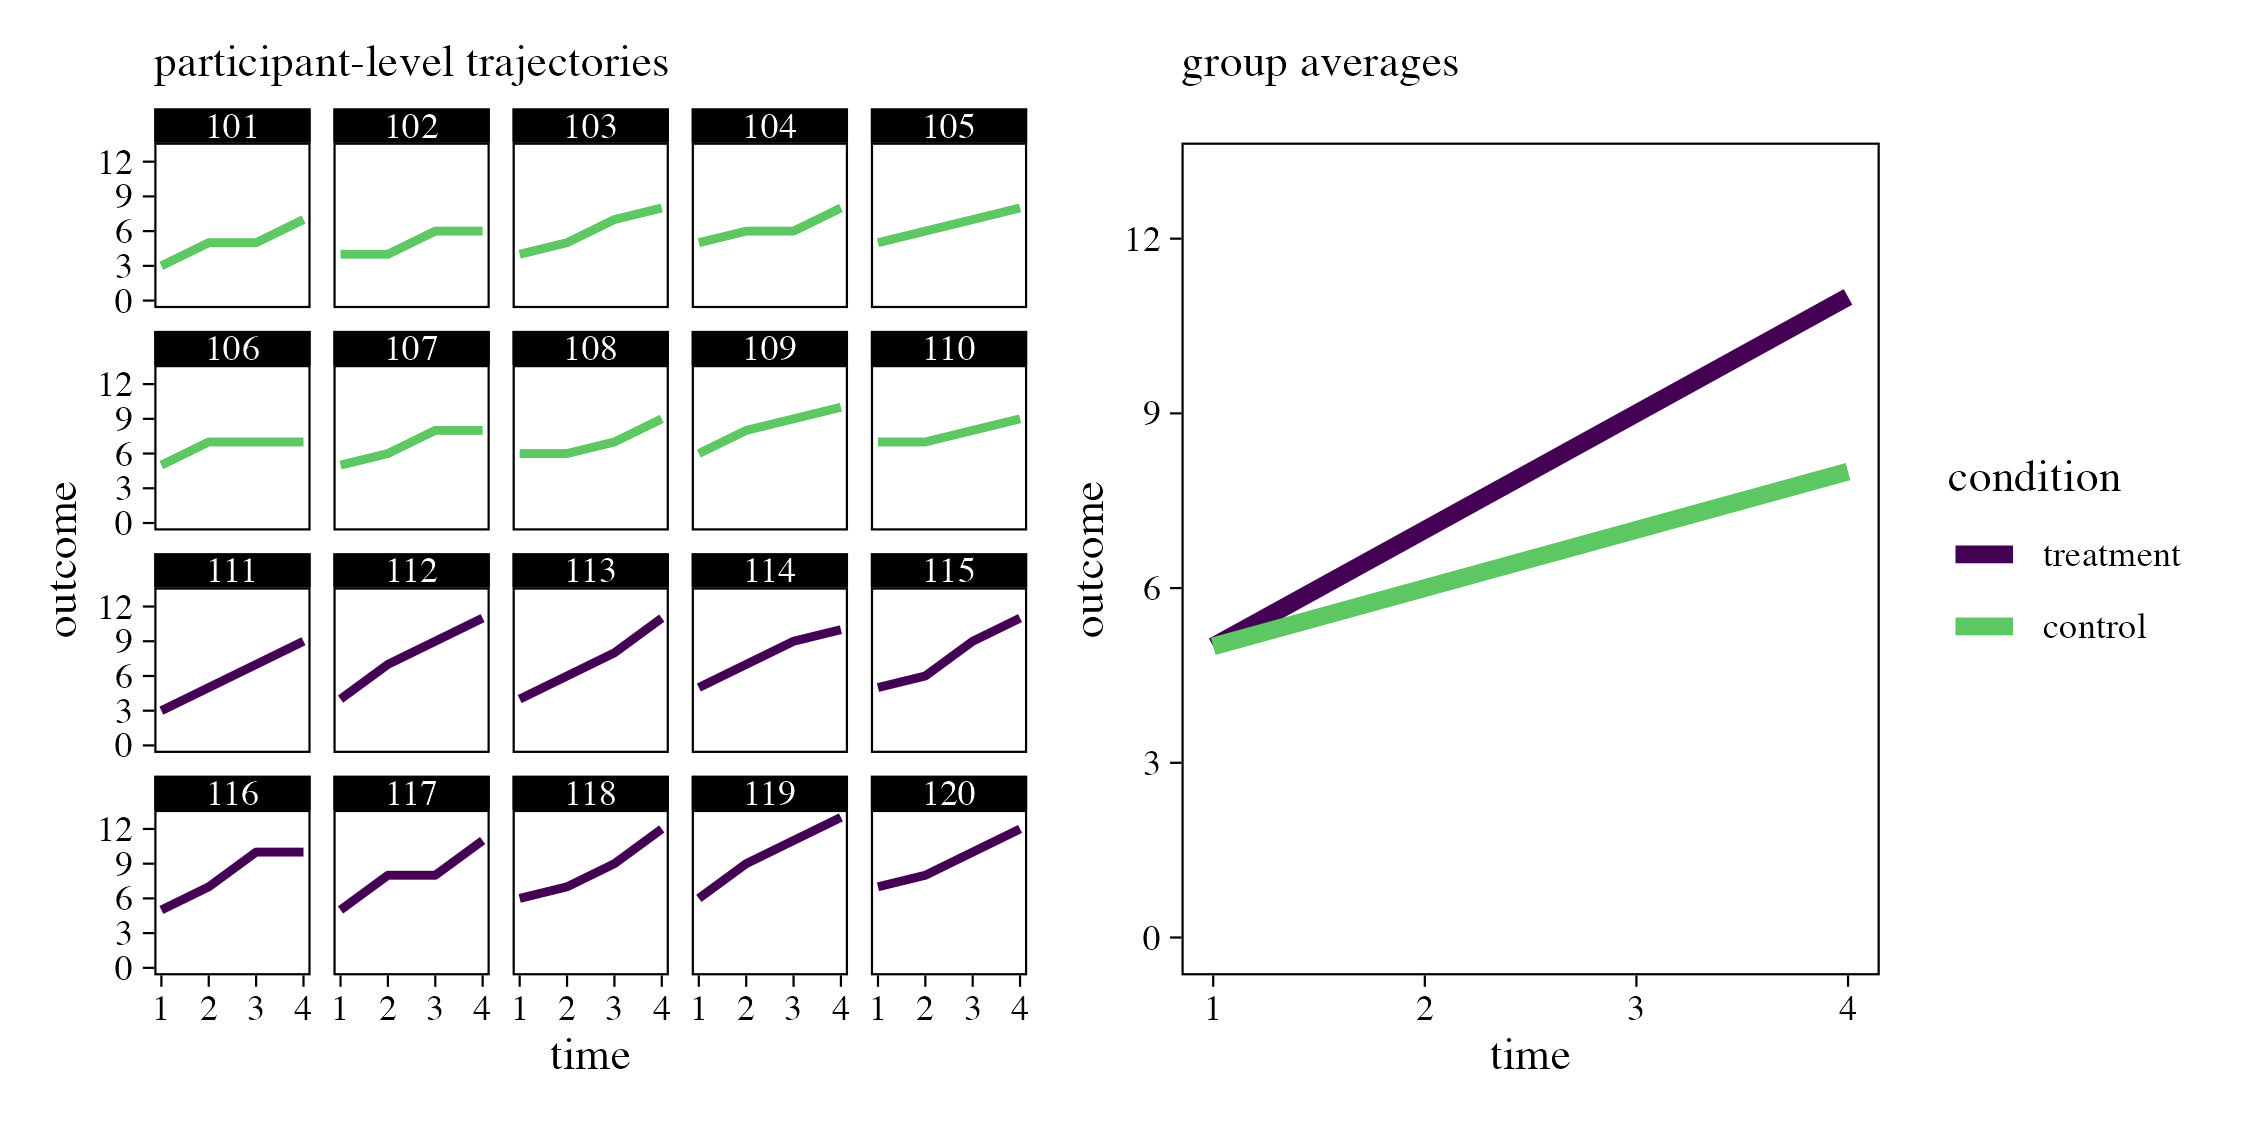 participant-level trajectories
101 102 103 104 105
12
9
6
3
0
106 107 108 109 110
12
9
6
3
0
111 112 113 114 115
12
9
6
3
0
116 117 118 119 120
12
9
6
3
0
1 2 3 4 1 2 3 4 1 2 3 4 1 2 3 4 1 2 3 4
time
outcome
group averages
12
9
6
3
0
1 2 3 4
time
outcome
condition
treatment
control